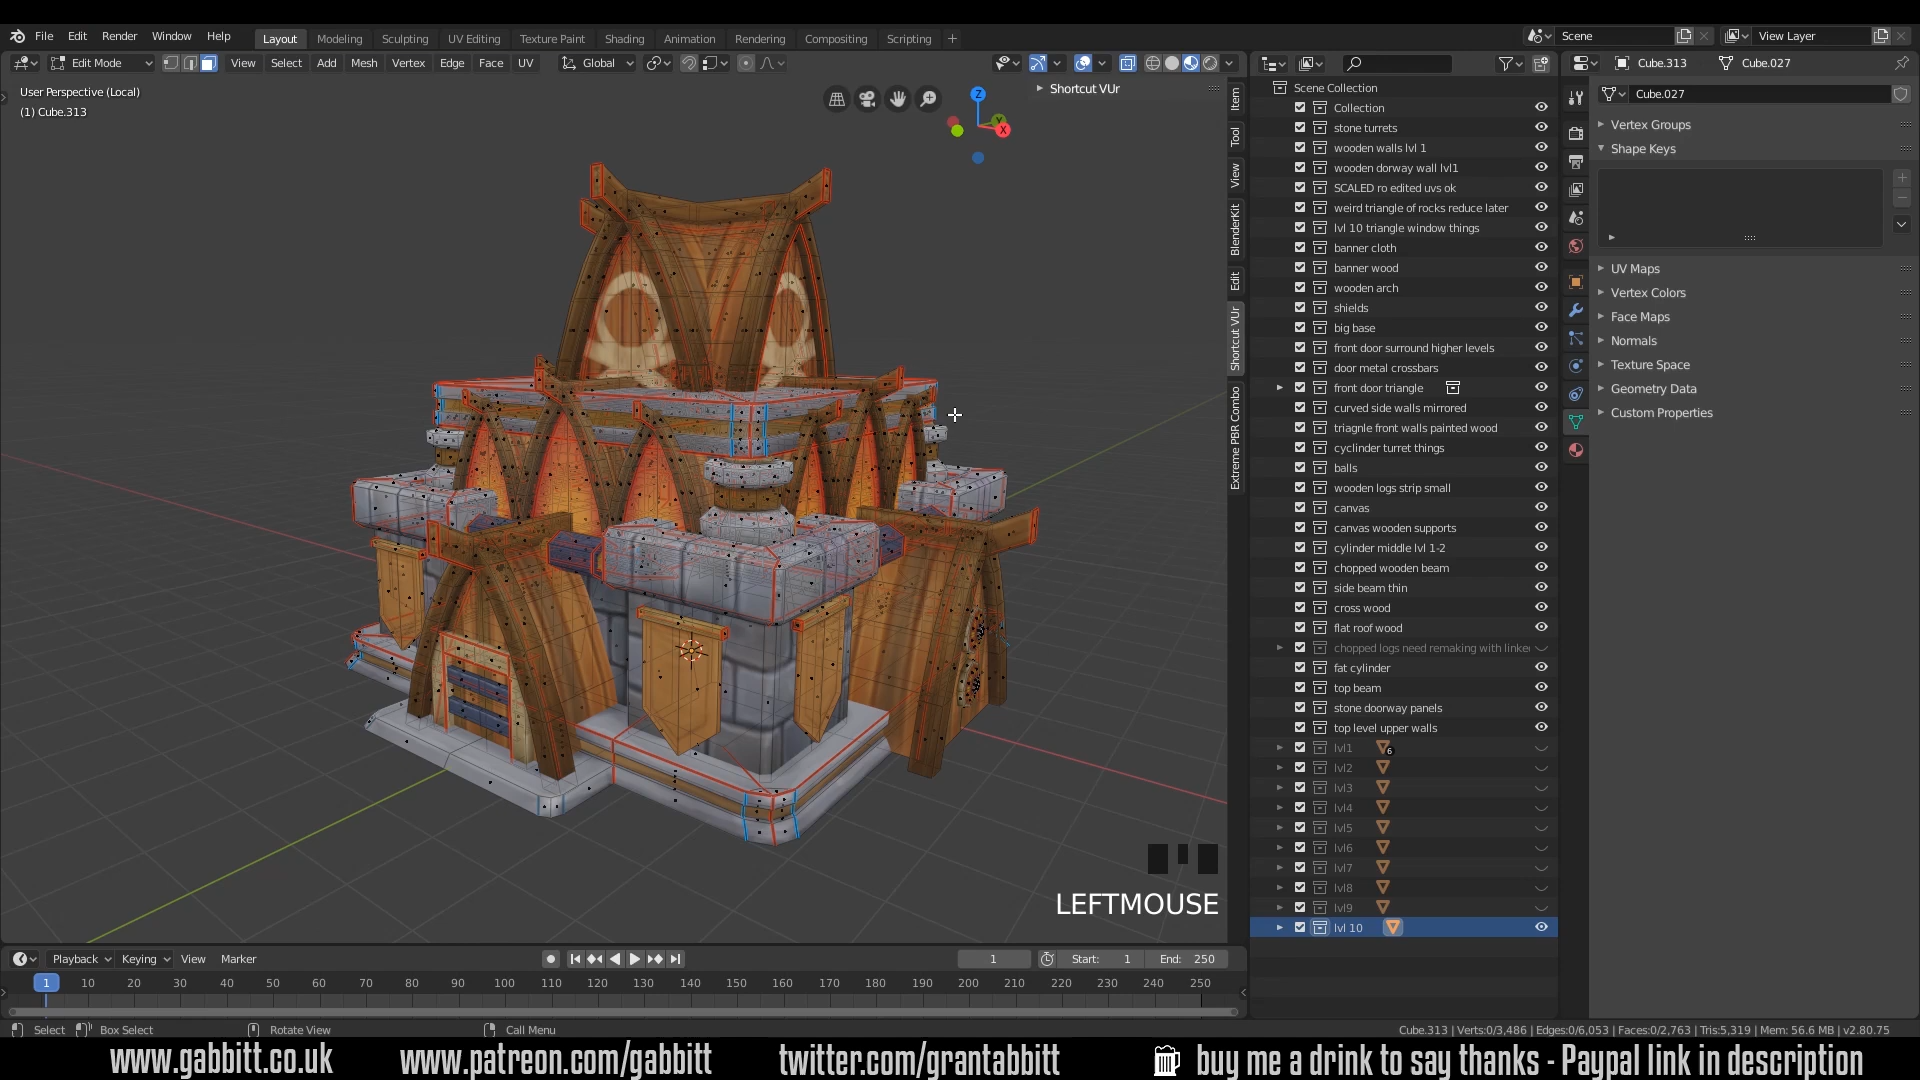 File Edit Render Window Help Layout Modeling Sculpting UV Editing Texture Paint Shading Animation Rendering Compositing Scripting + Scene View Layer
Edit Mode View Select Add Mesh Vertex Edge Face UV Global
Cube.313 Cube.027
User Perspective (Local)
(1) Cube.313
Shortcut VUr
Z
Y
X
Item
Tool
View
BlenderKit
Edit
Shortcut VUr
Extreme PBR Combo
Scene Collection
Collection
stone turrets
wooden walls lvl 1
wooden dorway wall lvl1
SCALED ro edited uvs ok
weird triangle of rocks reduce later
lvl 10 triangle window things
banner cloth
banner wood
wooden arch
shields
big base
front door surround higher levels
door metal crossbars
front door triangle
curved side walls mirrored
triagnle front walls painted wood
cyclinder turret things
balls
wooden logs strip small
canvas
canvas wooden supports
cylinder middle lvl 1-2
chopped wooden beam
side beam thin
cross wood
flat roof wood
chopped logs need remaking with linke
fat cylinder
top beam
stone doorway panels
top level upper walls
lvl1 6
lvl2
lvl3
lvl4
lvl5
lvl6
lvl7
lvl8
lvl9
lvl 10
Cube.027
Vertex Groups
Shape Keys
UV Maps
Vertex Colors
Face Maps
Normals
Texture Space
Geometry Data
Custom Properties
LEFTMOUSE
Playback Keying View Marker 1 Start: 1 End: 250
1 10 20 30 40 50 60 70 80 90 100 110 120 130 140 150 160 170 180 190 200 210 220 230 240 250
Select Box Select Rotate View Call Menu Cube.313 | Verts:0/3,486 | Edges:0/6,053 | Faces:0/2,763 | Tris:5,319 | Mem: 56.6 MB | v2.80.75
www.gabbitt.co.uk www.patreon.com/gabbitt twitter.com/grantabbitt buy me a drink to say thanks - Paypal link in description